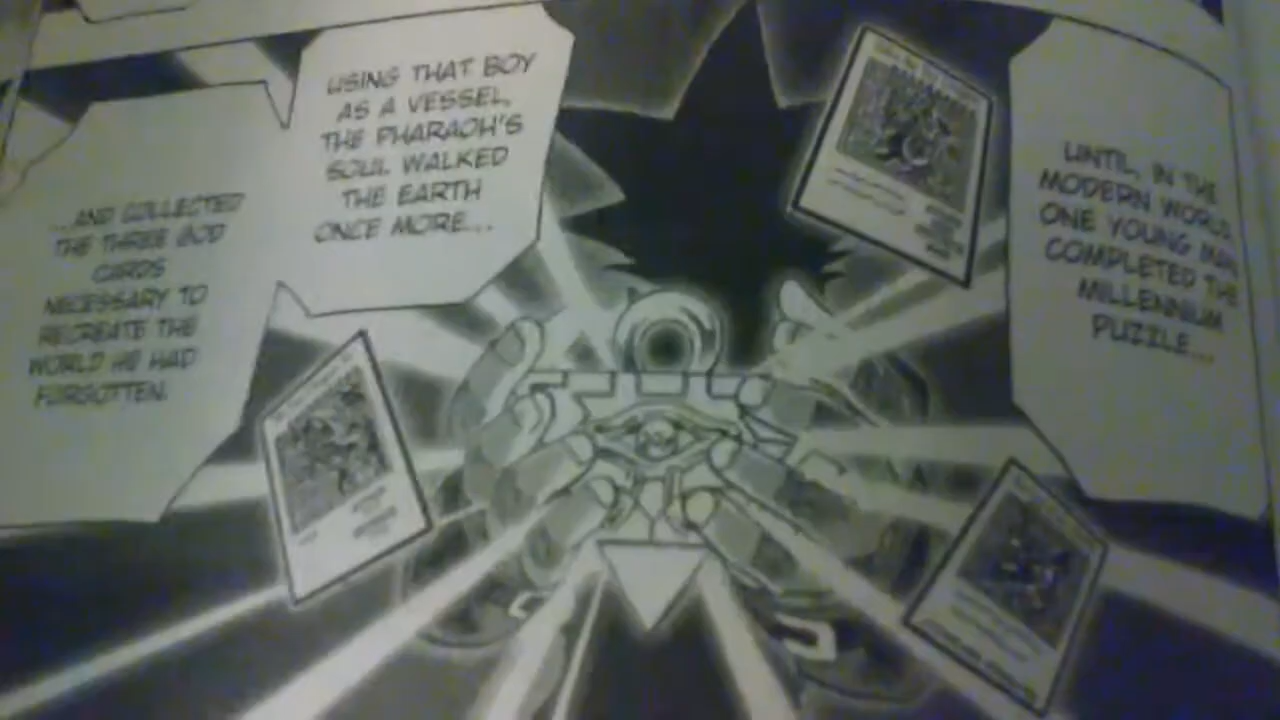 UNTIL, IN THE
MODERN WORLD,
ONE YOUNG MAN
COMPLETED THE
MILLENNIUM
PUZZLE...
USING THAT BOY
AS A VESSEL,
THE PHARAOH'S
SOUL WALKED
THE EARTH
ONCE MORE...
...AND COLLECTED
THE THREE GOD
CARDS
NECESSARY TO
RECREATE THE
WORLD HE HAD
FORGOTTEN.